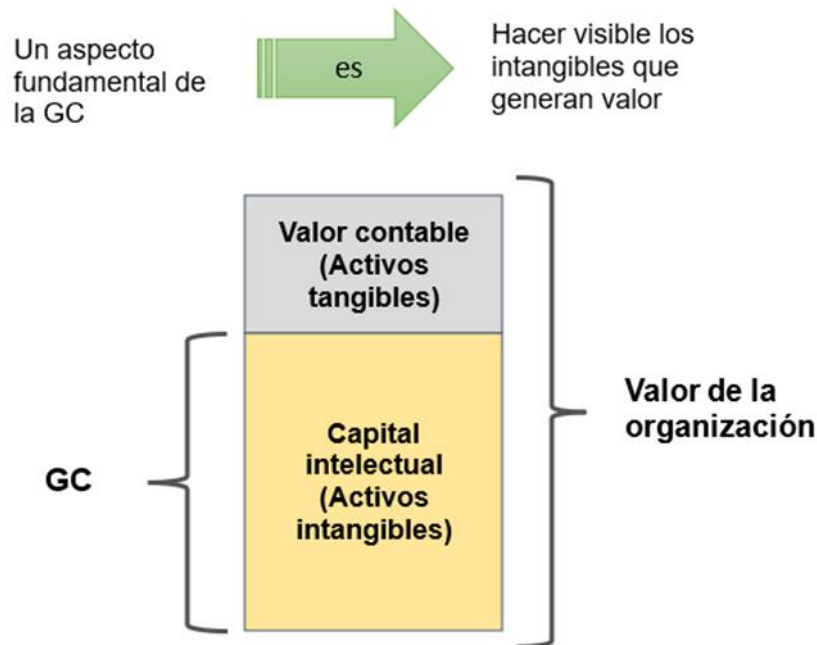 Un aspecto
fundamental de
la GC
es
Hacer visible los
intangibles que
generan valor
Valor contable
(Activos
tangibles)
Capital
intelectual
(Activos
intangibles)
GC
Valor de la
organización